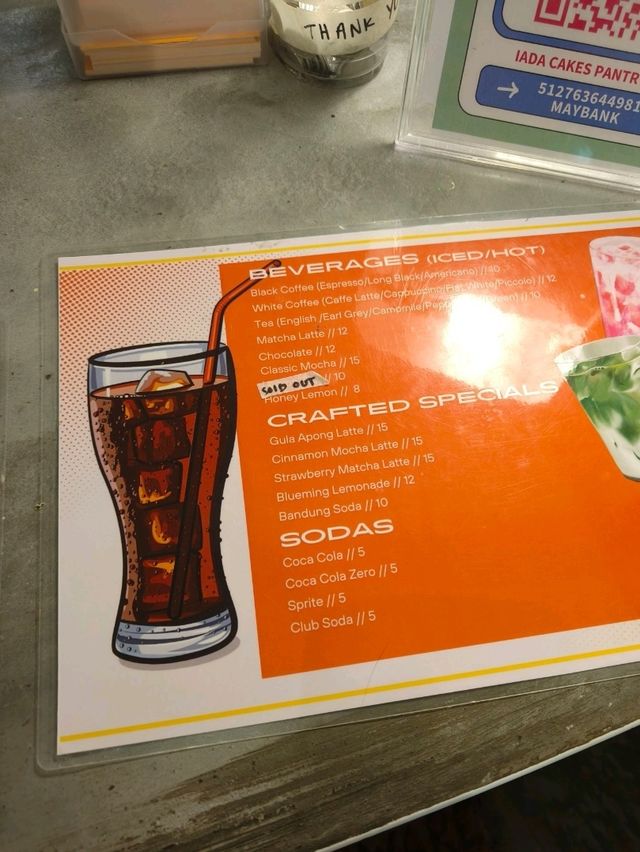 THANK
IADA CAKES PANTR
512763644981
MAYBANK
BEVERAGES (ICED/HOT)
Black Coffee (Espresso/Long Black/Americano) //
White Coffee (Caffe Latte/Cappuccino/Flat White/Piccolo) // 12
Tea (English /Earl Grey/Camomile/ // 10
Matcha Latte // 12
Chocolate // 12
Classic Mocha // 15
SOLD OUT // 10
Honey Lemon // 8
CRAFTED SPECIALS
Gula Apong Latte // 15
Cinnamon Mocha Latte // 15
Strawberry Matcha Latte // 15
Blueming Lemonade // 12
Bandung Soda // 10
SODAS
Coca Cola // 5
Coca Cola Zero // 5
Sprite // 5
Club Soda // 5